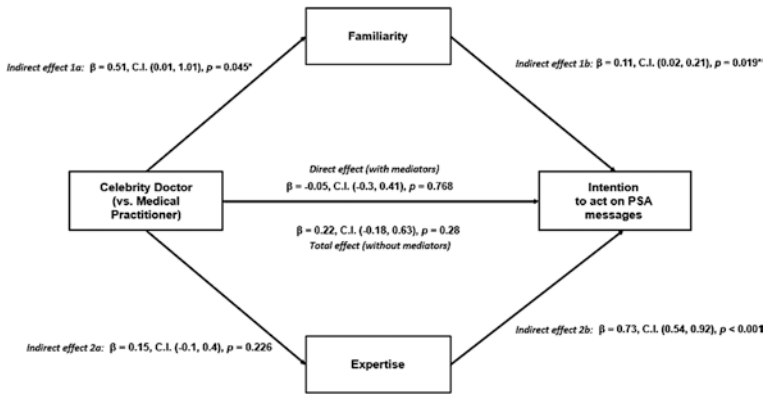 Familiarity
Indirect effect 1a: β = 0.51, C.I. (0.01, 1.01), p = 0.045*
Indirect effect 1b: β = 0.11, C.I. (0.02, 0.21), p = 0.019*
Direct effect (with mediators)
β = -0.05, C.I. (-0.3, 0.41), p = 0.768
Celebrity Doctor
(vs. Medical
Practitioner)
Intention
to act on PSA
messages
β = 0.22, C.I. (-0.18, 0.63), p = 0.28
Total effect (without mediators)
Indirect effect 2a: β = 0.15, C.I. (-0.1, 0.4), p = 0.226
Indirect effect 2b: β = 0.73, C.I. (0.54, 0.92), p < 0.001
Expertise